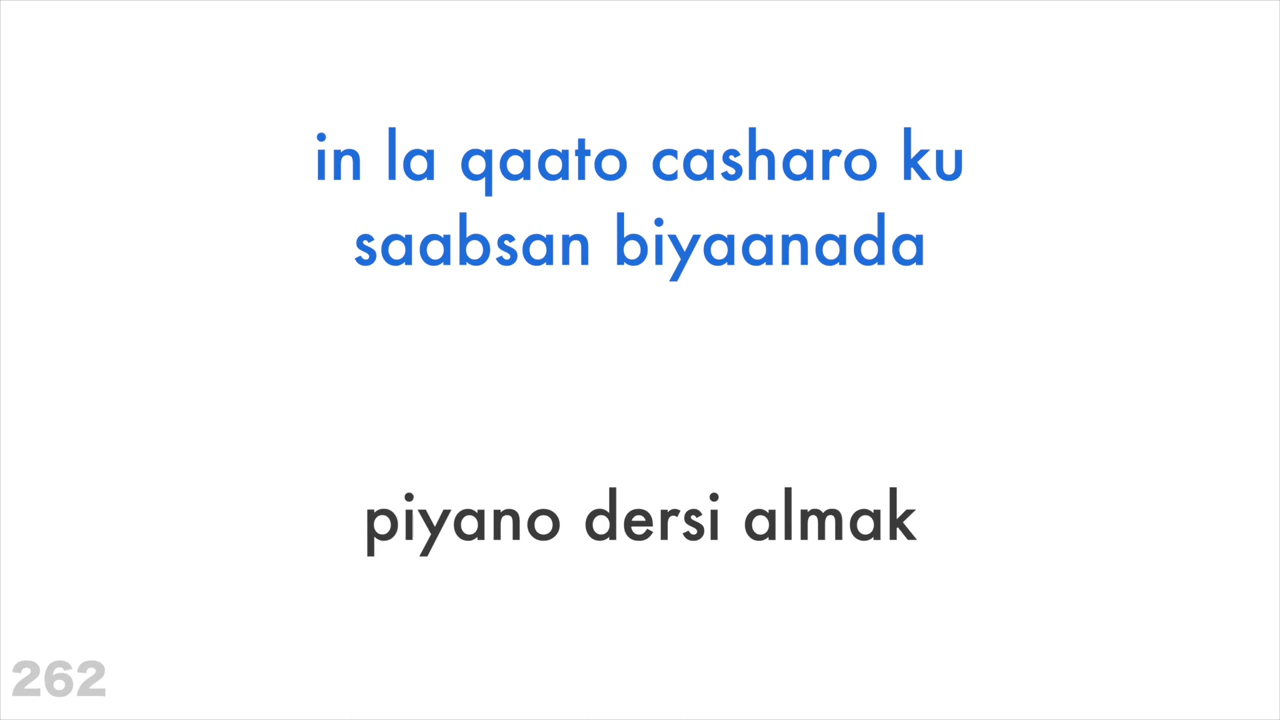 in la qaato casharo ku
saabsan biyaanada
piyano dersi almak
262